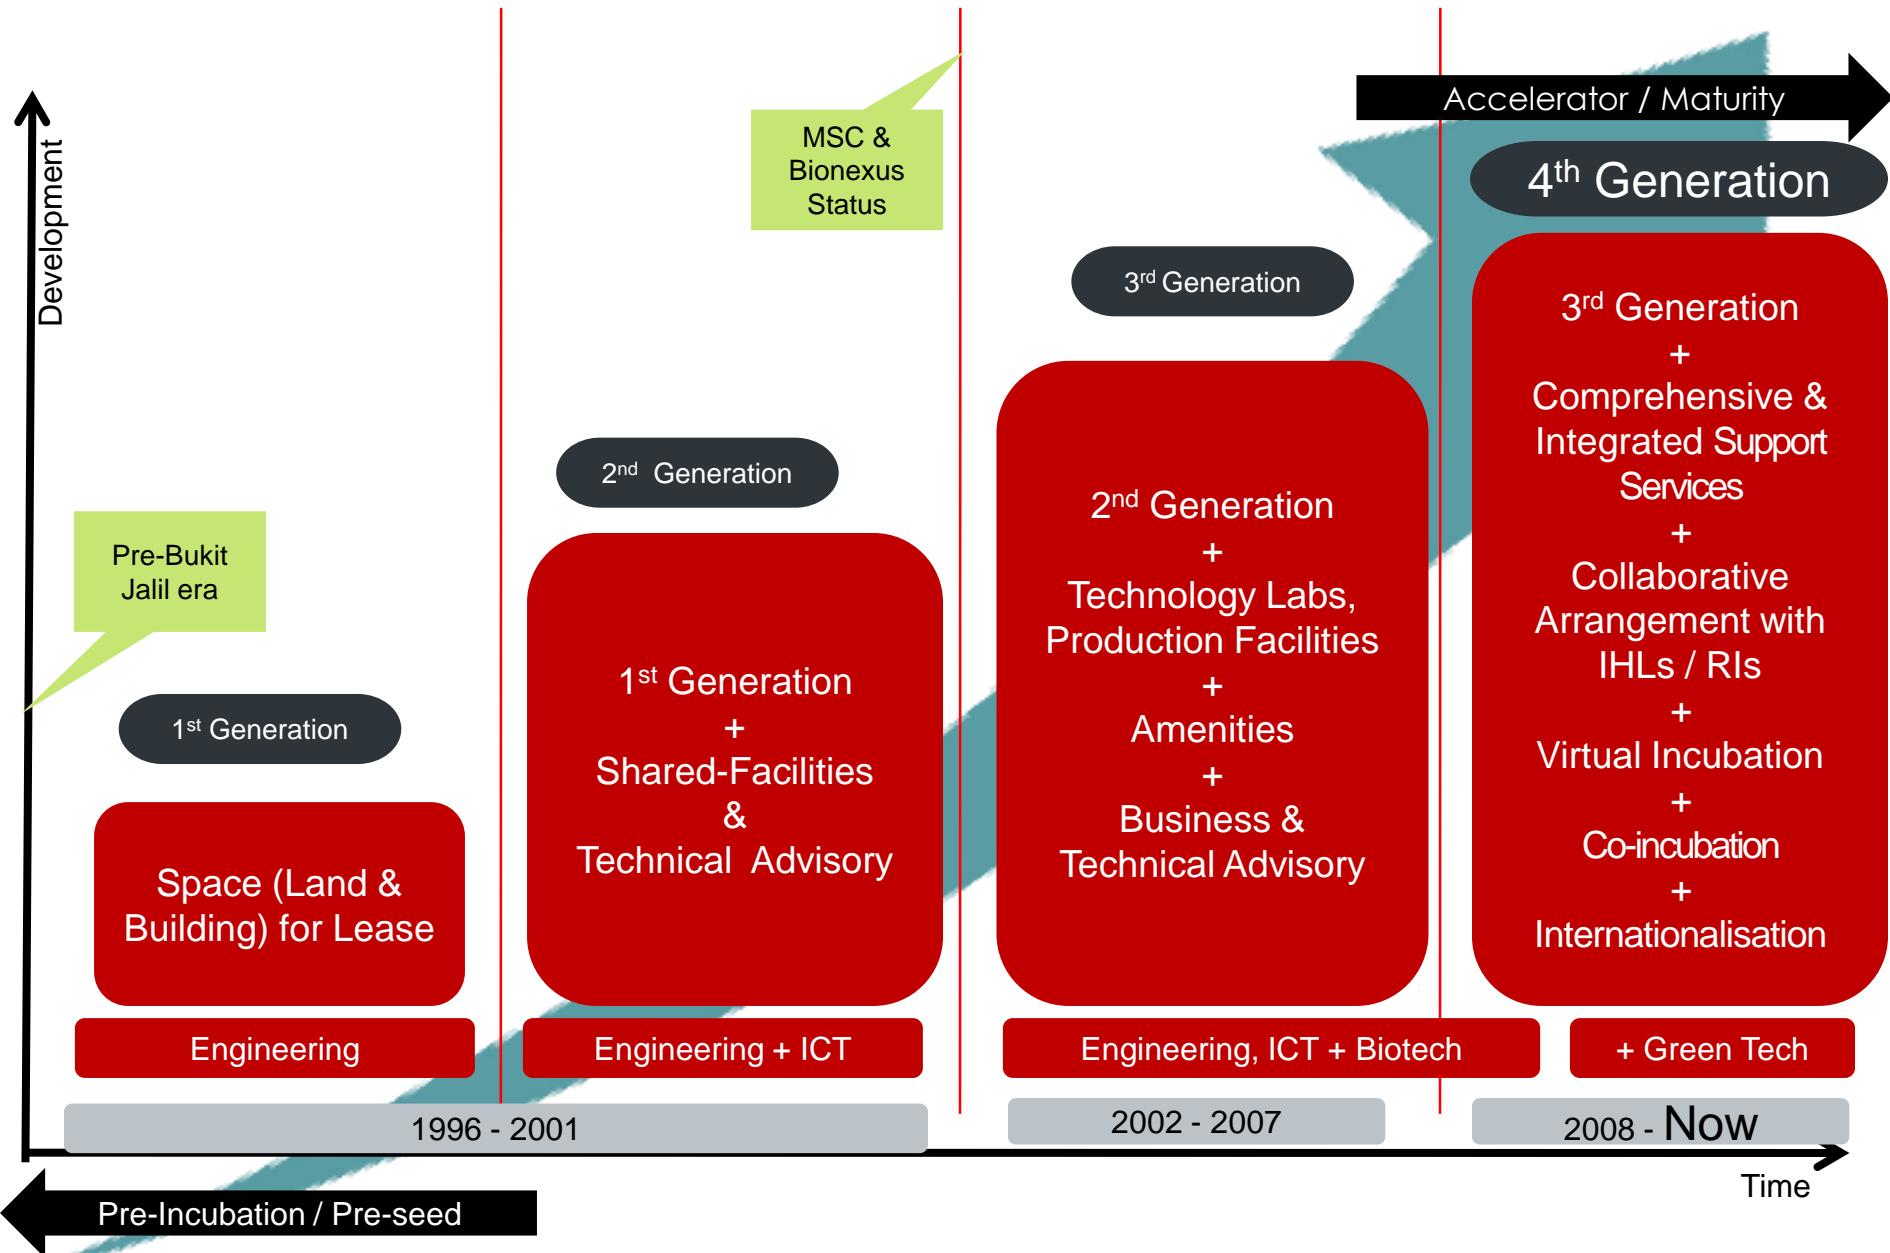 Development
Accelerator / Maturity
MSC &
Bionexus
Status
4th Generation
3rd Generation
2nd Generation
Pre-Bukit
Jalil era
1st Generation
Space (Land &
Building) for Lease
1st Generation
+
Shared-Facilities
&
Technical Advisory
2nd Generation
+
Technology Labs,
Production Facilities
+
Amenities
+
Business &
Technical Advisory
3rd Generation
+
Comprehensive &
Integrated Support
Services
+
Collaborative
Arrangement with
IHLs / RIs
+
Virtual Incubation
+
Co-incubation
+
Internationalisation
Engineering
Engineering + ICT
Engineering, ICT + Biotech
+ Green Tech
1996 - 2001
2002 - 2007
2008 - Now
Time
Pre-Incubation / Pre-seed